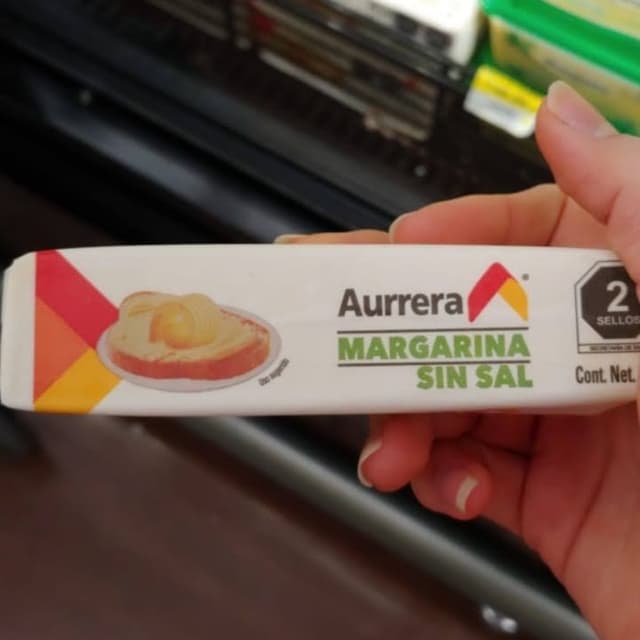 Aurrera
MARGARINA
SIN SAL
2
SELLOS
Cont. Net.